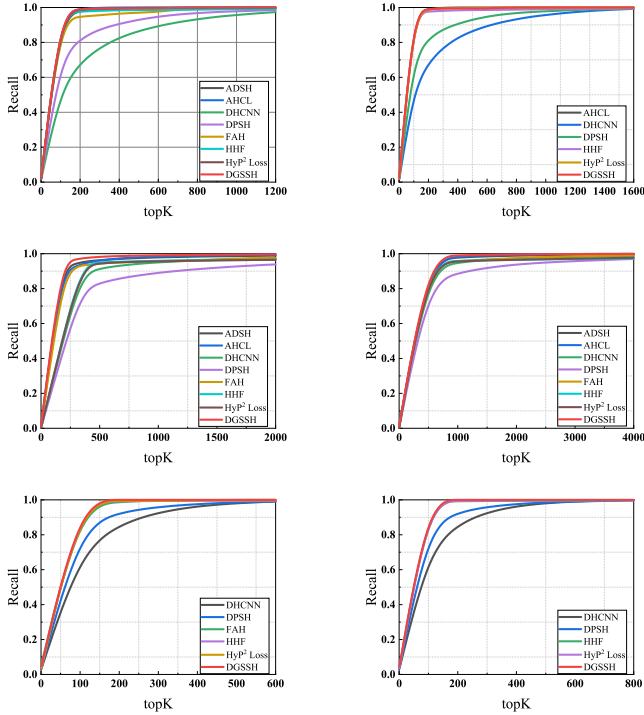 1.0
0.8
0.6
0.4
0.2
0.0
Recall
ADSH
AHCL
DHCNN
DPSH
FAH
HHF
HyP² Loss
DGSSH
0 200 400 600 800 1000 1200
topK
1.0
0.8
0.6
0.4
0.2
0.0
Recall
AHCL
DHCNN
DPSH
HHF
HyP² Loss
DGSSH
0 200 400 600 800 1000 1200 1400 1600
topK
1.0
0.8
0.6
0.4
0.2
0.0
Recall
ADSH
AHCL
DHCNN
DPSH
FAH
HHF
HyP² Loss
DGSSH
0 500 1000 1500 2000
topK
1.0
0.8
0.6
0.4
0.2
0.0
Recall
ADSH
AHCL
DHCNN
DPSH
FAH
HHF
HyP² Loss
DGSSH
0 1000 2000 3000 4000
topK
1.0
0.8
0.6
0.4
0.2
0.0
Recall
DHCNN
DPSH
FAH
HHF
HyP² Loss
DGSSH
0 200 400 600
topK
1.0
0.8
0.6
0.4
0.2
0.0
Recall
DHCNN
DPSH
HHF
HyP² Loss
DGSSH
0 200 400 600 800
topK